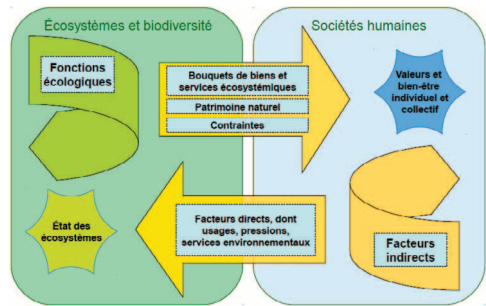 Écosystèmes et biodiversité
Sociétés humaines
Fonctions
écologiques
Bouquets de biens et
services écosystémiques
Patrimoine naturel
Contraintes
Valeurs et
bien-être
individuel et
collectif
État des
écosystèmes
Facteurs directs, dont
usages, pressions,
services environnementaux
Facteurs
indirects